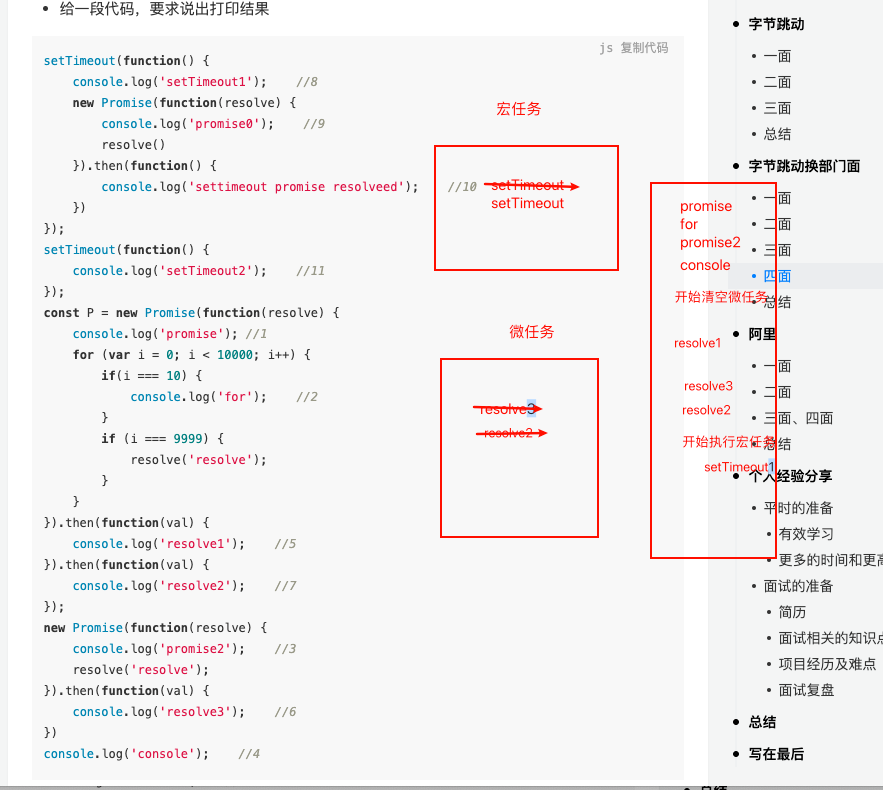 • 给一段代码，要求说出打印结果
js 复制代码
setTimeout(function() {
    console.log('setTimeout1');    //8
    new Promise(function(resolve) {
        console.log('promise0');    //9
        resolve()
    }).then(function() {
        console.log('settimeout promise resolveed');    //10
    })
});
setTimeout(function() {
    console.log('setTimeout2');    //11
});
const P = new Promise(function(resolve) {
    console.log('promise'); //1
    for (var i = 0; i < 10000; i++) {
        if(i === 10) {
            console.log('for');    //2
        }
        if (i === 9999) {
            resolve('resolve');
        }
    }
}).then(function(val) {
    console.log('resolve1');    //5
}).then(function(val) {
    console.log('resolve2');    //7
});
new Promise(function(resolve) {
    console.log('promise2');    //3
    resolve('resolve');
}).then(function(val) {
    console.log('resolve3');    //6
})
console.log('console');    //4
宏任务
setTimeout
setTimeout
微任务
resolve3
resolve2
promise
for
promise2
console
开始清空微任务
resolve1
resolve3
resolve2
开始执行宏任务
setTimeout1
• 字节跳动
• 一面
• 二面
• 三面
• 总结
• 字节跳动换部门面
• 一面
• 二面
• 三面
• 四面
• 总结
• 阿里
• 一面
• 二面
• 三面、四面
• 总结
• 个人经验分享
• 平时的准备
• 有效学习
• 更多的时间和更高
• 面试的准备
• 简历
• 面试相关的知识点
• 项目经历及难点
• 面试复盘
• 总结
• 写在最后